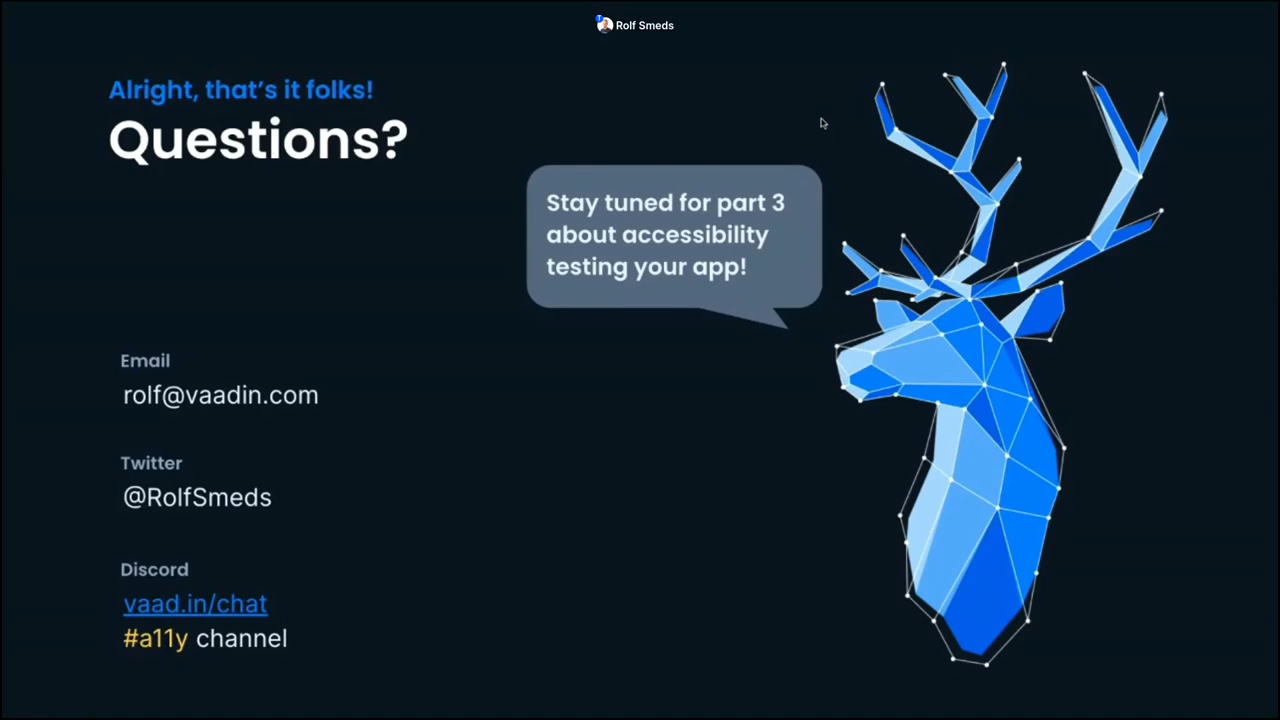 Rolf Smeds
Alright, that’s it folks!
Questions?
Stay tuned for part 3
about accessibility
testing your app!
Email
rolf@vaadin.com
Twitter
@RolfSmeds
Discord
vaad.in/chat
#a11y channel